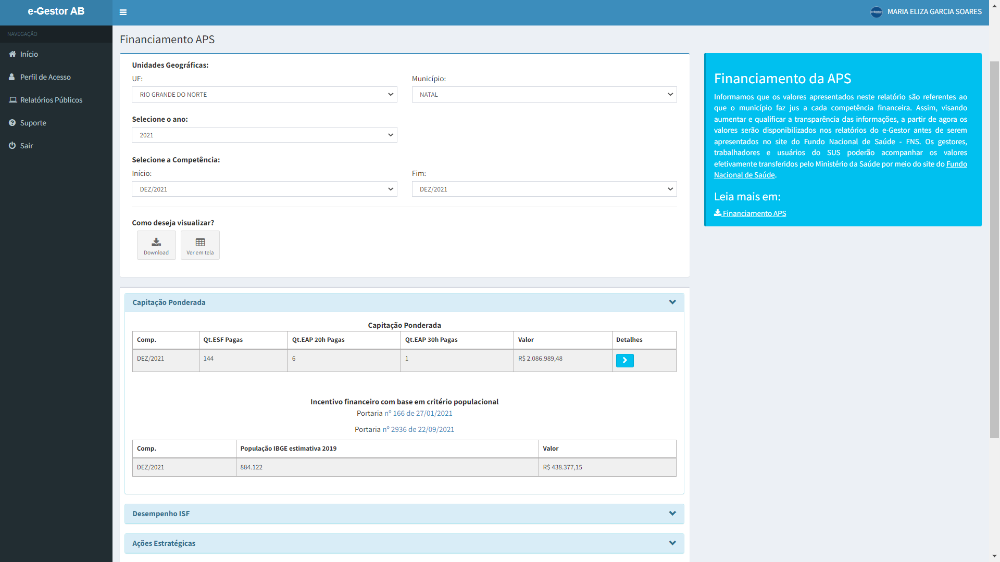 e-Gestor AB
MARIA ELIZA GARCIA SOARES
NAVEGAÇÃO
Início
Perfil de Acesso
Relatórios Públicos
Suporte
Sair
Financiamento APS
Unidades Geográficas:
UF:
Município:
RIO GRANDE DO NORTE
NATAL
Selecione o ano:
2021
Selecione a Competência:
Início:
Fim:
DEZ/2021
DEZ/2021
Como deseja visualizar?
Download
Ver em tela
Financiamento da APS
Informamos que os valores apresentados neste relatório são referentes ao
que o município faz jus a cada competência financeira. Assim, visando
aumentar e qualificar a transparência das informações, a partir de agora os
valores serão disponibilizados nos relatórios do e-Gestor antes de serem
apresentados no site do Fundo Nacional de Saúde - FNS. Os gestores,
trabalhadores e usuários do SUS poderão acompanhar os valores
efetivamente transferidos pelo Ministério da Saúde por meio do site do Fundo
Nacional de Saúde.
Leia mais em:
Financiamento APS
Capitação Ponderada
Capitação Ponderada
Comp. Qt.ESF Pagas Qt.EAP 20h Pagas Qt.EAP 30h Pagas Valor Detalhes
DEZ/2021 144 6 1 R$ 2.086.989,48
Incentivo financeiro com base em critério populacional
Portaria nº 166 de 27/01/2021
Portaria nº 2936 de 22/09/2021
Comp. População IBGE estimativa 2019 Valor
DEZ/2021 884.122 R$ 438.377,15
Desempenho ISF
Ações Estratégicas